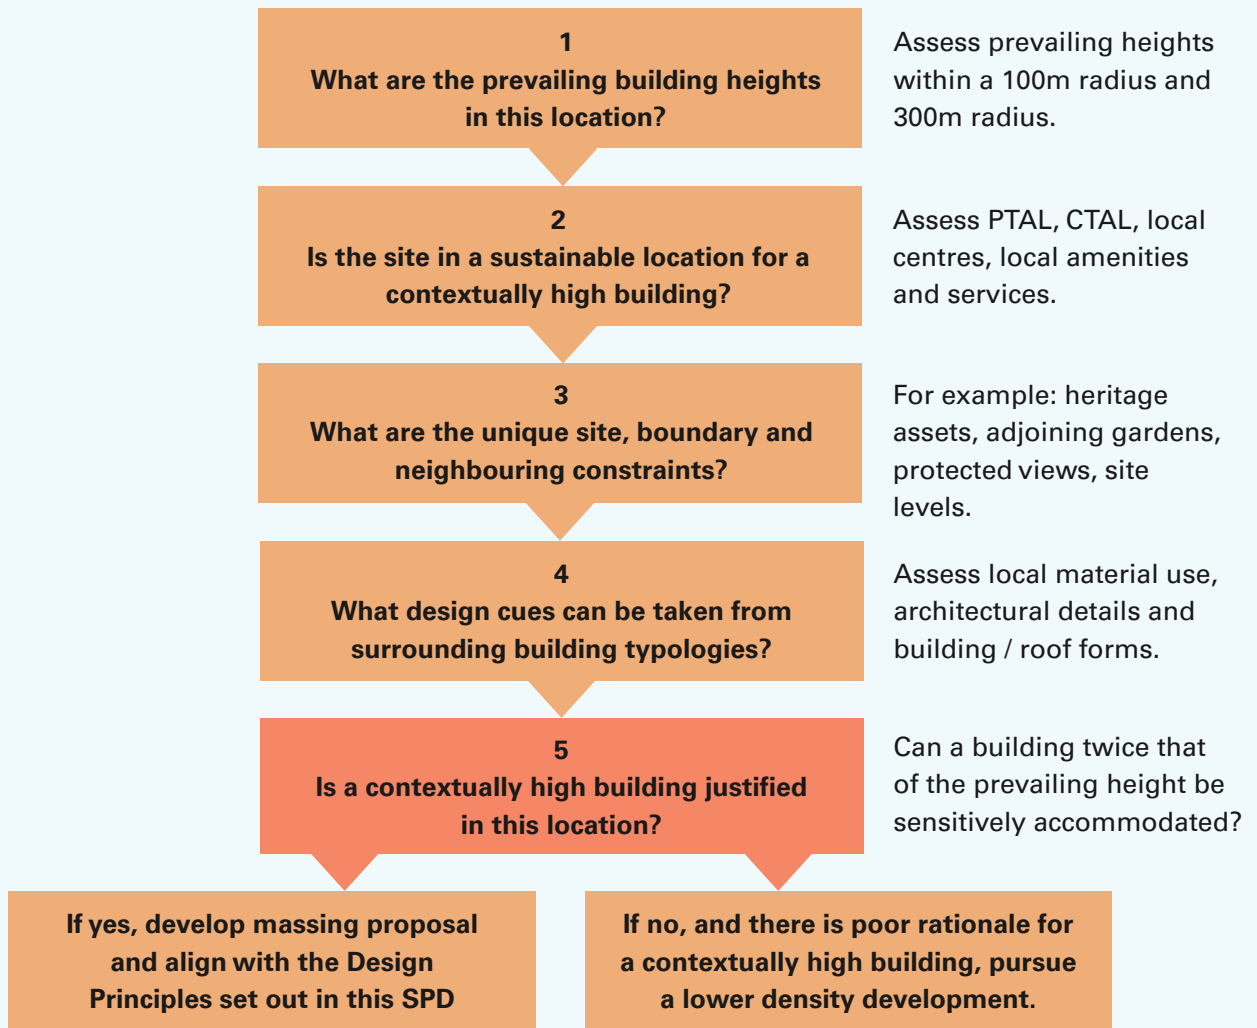 1
What are the prevailing building heights
in this location?
Assess prevailing heights
within a 100m radius and
300m radius.
2
Is the site in a sustainable location for a
contextually high building?
Assess PTAL, CTAL, local
centres, local amenities
and services.
3
What are the unique site, boundary and
neighbouring constraints?
For example: heritage
assets, adjoining gardens,
protected views, site
levels.
4
What design cues can be taken from
surrounding building typologies?
Assess local material use,
architectural details and
building / roof forms.
5
Is a contextually high building justified
in this location?
Can a building twice that
of the prevailing height be
sensitively accommodated?
If yes, develop massing proposal
and align with the Design
Principles set out in this SPD
If no, and there is poor rationale for
a contextually high building, pursue
a lower density development.